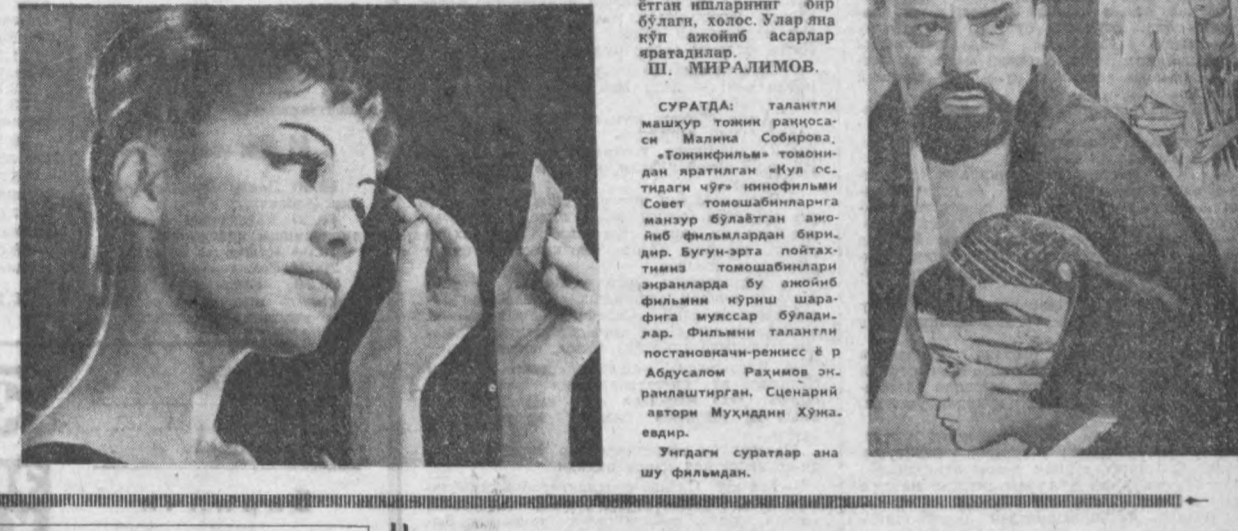 ётган ишларнинг бир
бўлаги, холос. Улар яна
кўп ажойиб асарлар
яратадилар.
Ш. МИРАЛИМОВ.
СУРАТДА: талантли
машҳур тожик раққоса-
си Малика Собирова.
«Тожикфильм» томони-
дан яратилган «Кул ос-
тидаги чўғ» кинофильми
Совет томошабинларига
манзур бўлаётган ажо-
йиб фильмлардан бири-
дир. Бугун-эрта пойтах-
тимиз томошабинлари
экранларда бу ажойиб
фильмни кўриш шара-
фига муяссар бўлади-
лар. Фильмни талантли
постановкачи-режисс ё р
Абдусалом Раҳимов эк-
ранлаштирган. Сценарий
автори Муҳиддин Хўжа-
евдир.
Ўнгдаги суратлар ана
шу фильмдан.